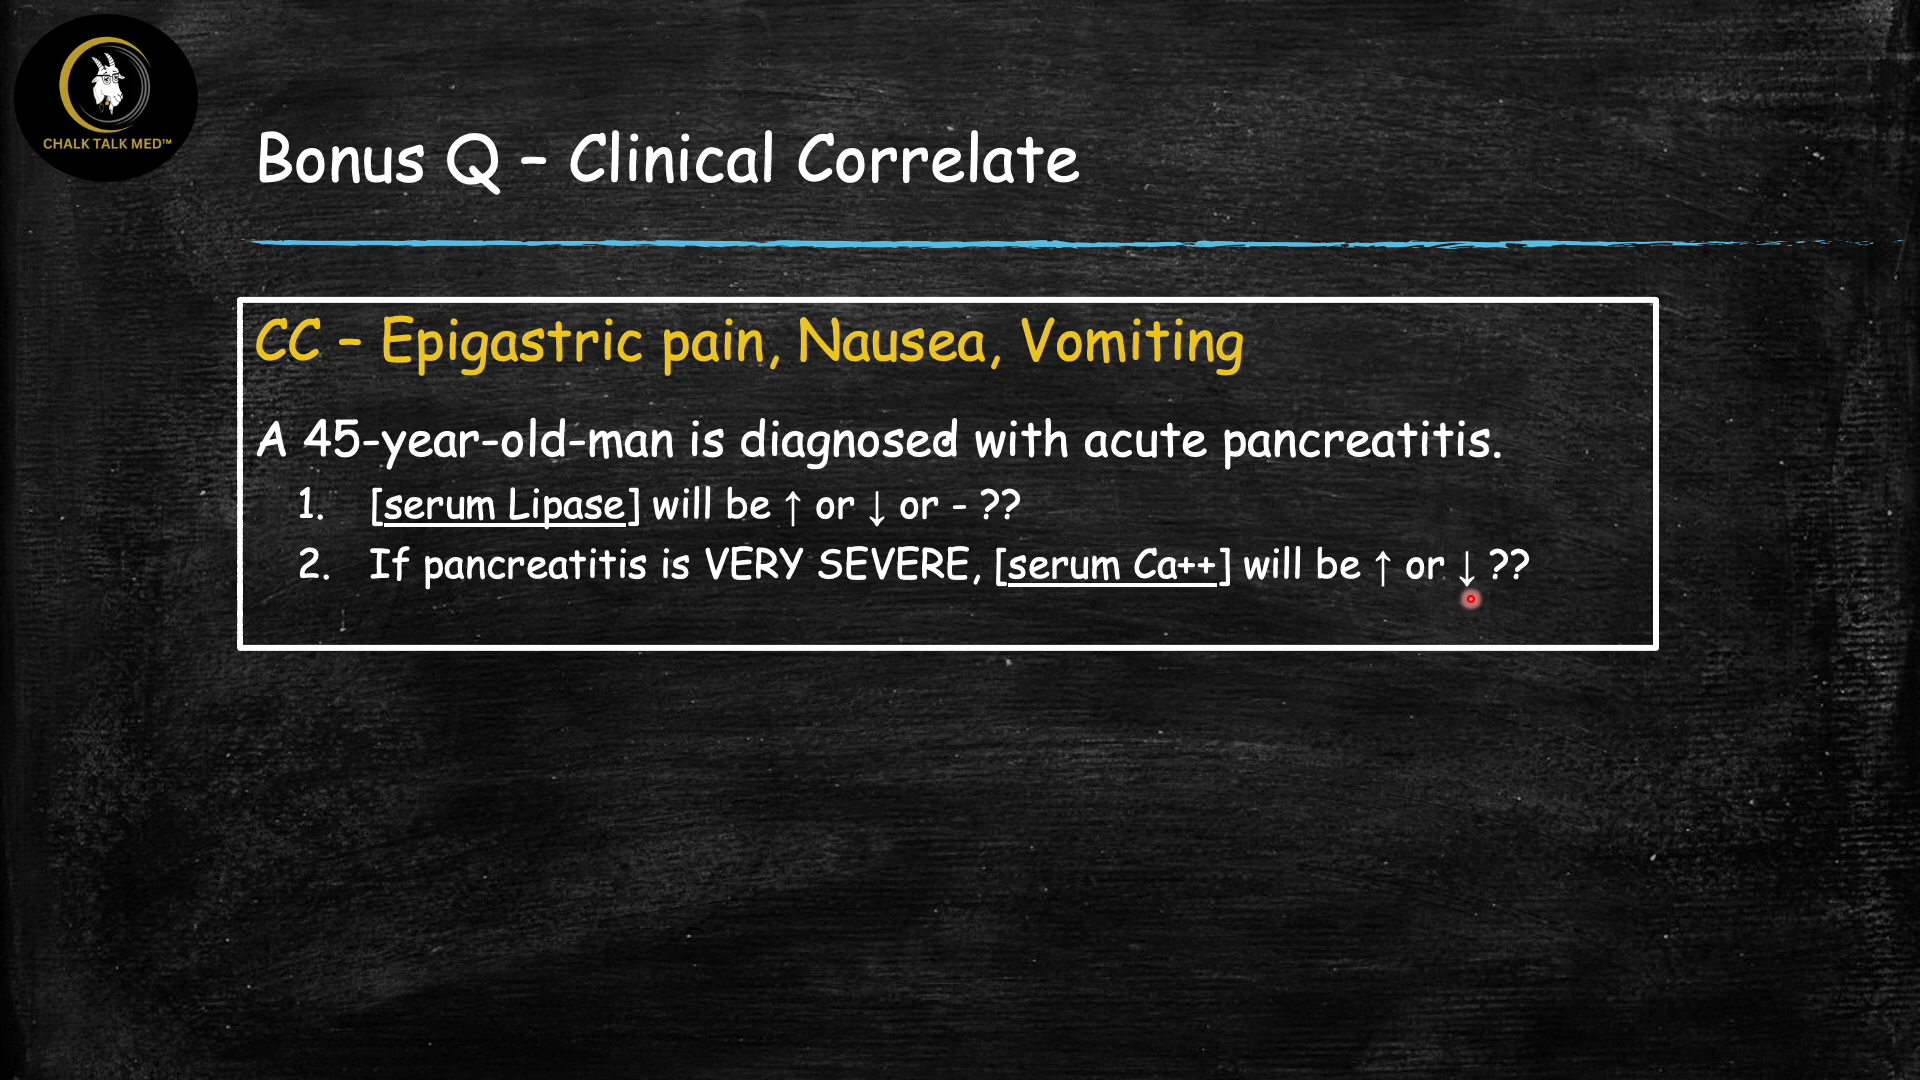 CHALK TALK MED™
Bonus Q – Clinical Correlate
CC – Epigastric pain, Nausea, Vomiting
A 45-year-old-man is diagnosed with acute pancreatitis.
1. [serum Lipase] will be ↑ or ↓ or - ??
2. If pancreatitis is VERY SEVERE, [serum Ca++] will be ↑ or ↓ ??